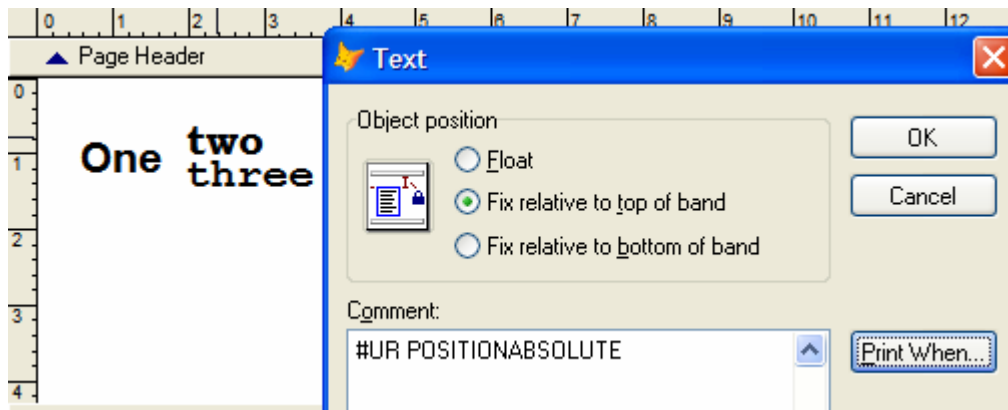 0 1 2 3 4 5 6 7 8 9 10 11 12
Page Header
Text
0
1
2
3
4
One two
three
Object position
Float
Fix relative to top of band
Fix relative to bottom of band
OK
Cancel
Comment:
#UR POSITIONABSOLUTE
Print When...